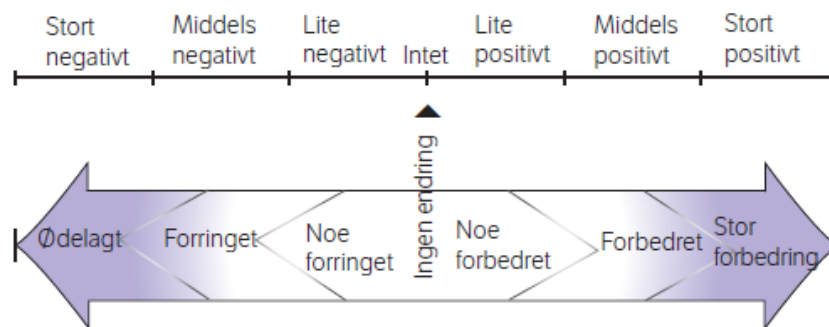 Stort negativt
Middels negativt
Lite negativt
Intet
Lite positivt
Middels positivt
Stort positivt
Ødelagt
Forringet
Noe forringet
Ingen endring
Noe forbedret
Forbedret
Stor forbedring